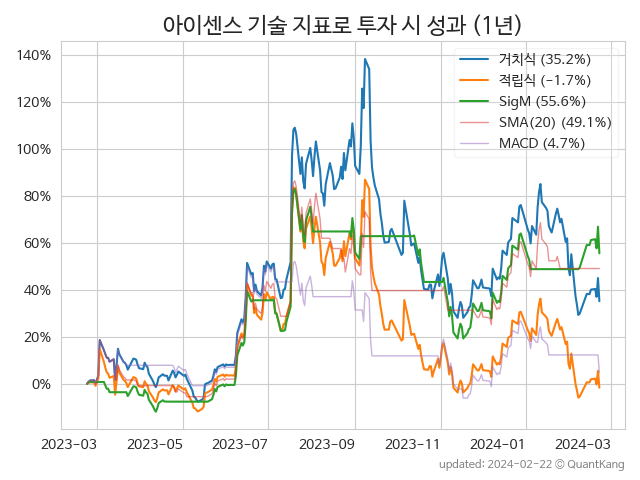 아이센스 기술 지표로 투자 시 성과 (1년)
거치식 (35.2%)
적립식 (-1.7%)
SigM (55.6%)
SMA(20) (49.1%)
MACD (4.7%)
140%
120%
100%
80%
60%
40%
20%
0%
2023-03 2023-05 2023-07 2023-09 2023-11 2024-01 2024-03
updated: 2024-02-22 © QuantKang